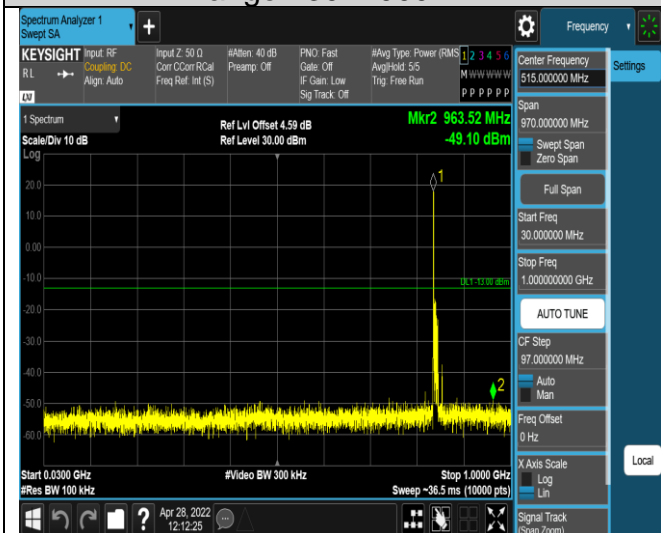 Spectrum Analyzer 1
Swept SA
+
Frequency
KEYSIGHT
RL
LXI
Input: RF
Coupling: DC
Align: Auto
Input Z: 50 Ω
Corr CCorr RCal
Freq Ref: Int (S)
#Atten: 40 dB
Preamp: Off
PNO: Fast
Gate: Off
IF Gain: Low
Sig Track: Off
#Avg Type: Power (RMS
Avg|Hold: 5/5
Trig: Free Run
1 2 3 4 5 6
M W W W W W
P P P P P P
1 Spectrum
Scale/Div 10 dB
Log
Ref Lvl Offset 4.59 dB
Ref Level 30.00 dBm
Mkr2 963.52 MHz
-49.10 dBm
1
20.0
10.0
0.00
-10.0
DL1 -13.00 dBm
-20.0
-30.0
-40.0
2
-50.0
-60.0
Start 0.0300 GHz
#Res BW 100 kHz
#Video BW 300 kHz
Stop 1.0000 GHz
Sweep ~36.5 ms (10000 pts)
?
Apr 28, 2022
12:12:25
Center Frequency
515.000000 MHz
Settings
Span
970.000000 MHz
Swept Span
Zero Span
Full Span
Start Freq
30.000000 MHz
Stop Freq
1.000000000 GHz
AUTO TUNE
CF Step
97.000000 MHz
Auto
Man
Freq Offset
0 Hz
X Axis Scale
Log
Lin
Local
Signal Track
(Span Zoom)